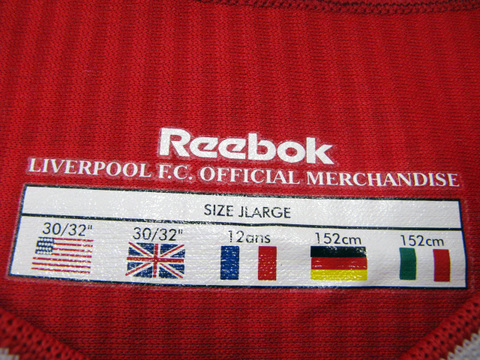 Reebok
LIVERPOOL F.C. OFFICIAL MERCHANDISE
SIZE JLARGE
30/32" 30/32" 12ans 152cm 152cm